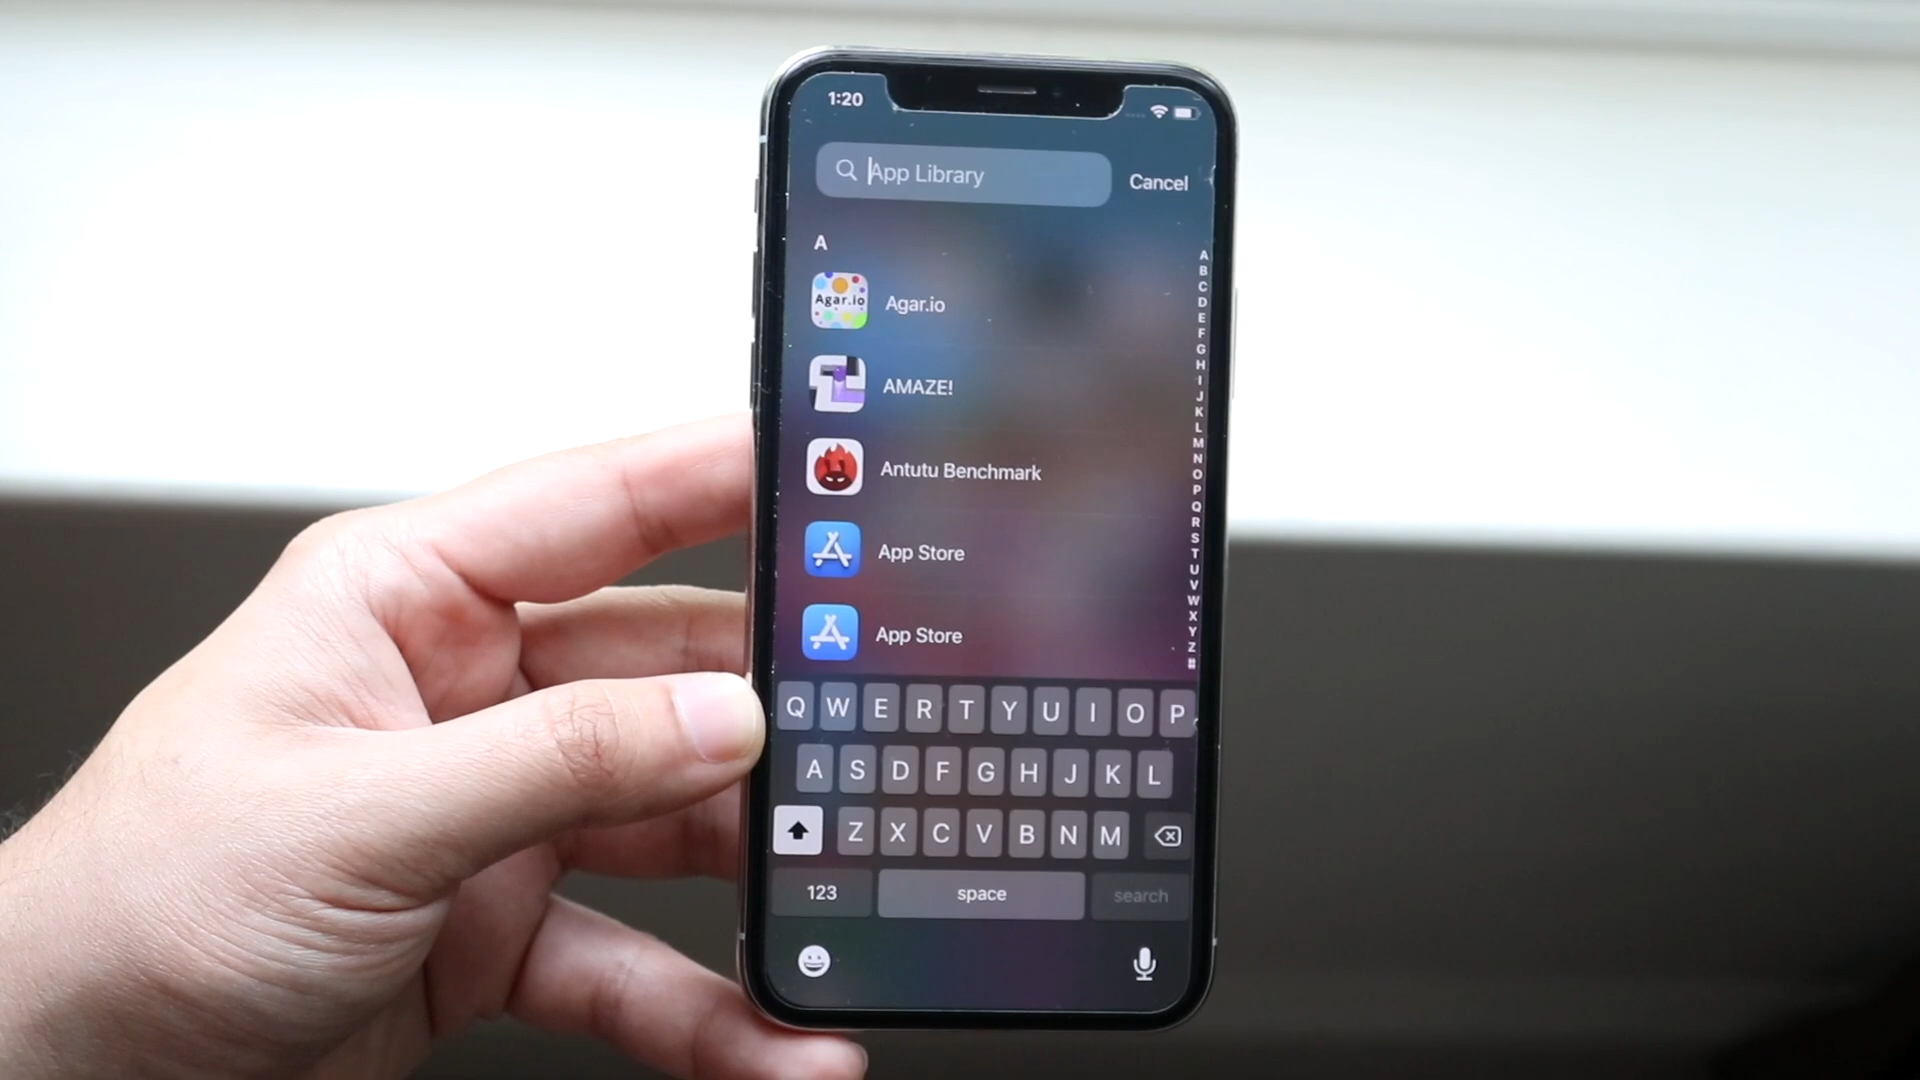 1:20
App Library
Cancel
A
Agar.io
Agar.io
AMAZE!
Antutu Benchmark
App Store
App Store
A
B
C
D
E
F
G
H
I
J
K
L
M
N
O
P
Q
R
S
T
U
V
W
X
Y
Z
#
Q W E R T Y U I O P
A S D F G H J K L
Z X C V B N M
123 space search